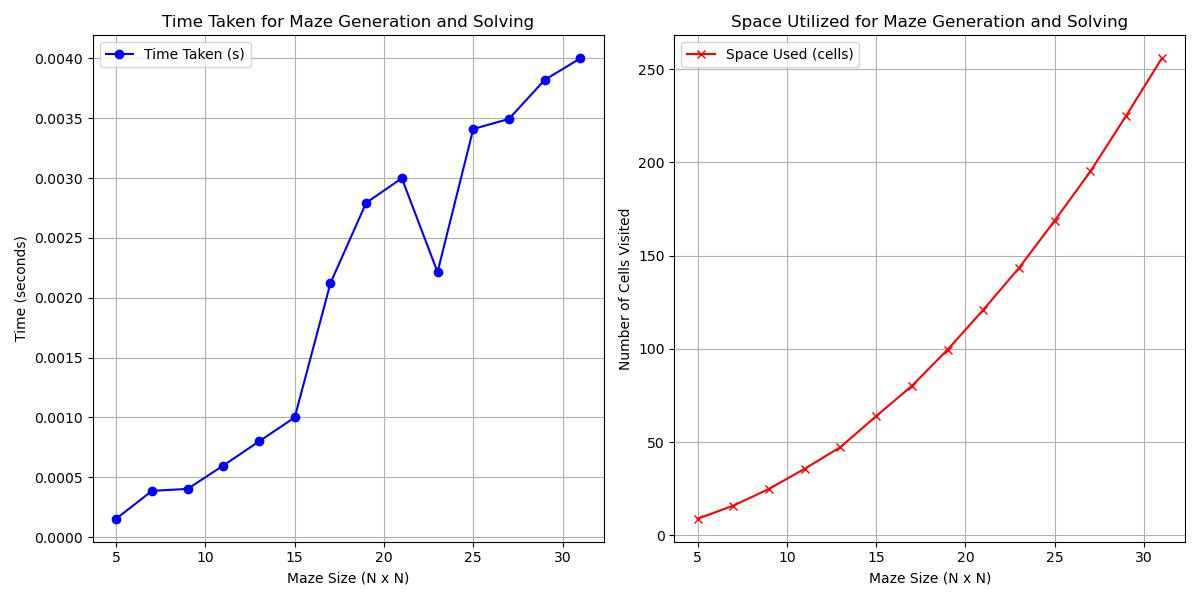 Time Taken for Maze Generation and Solving
Time Taken (s)
0.0040
0.0035
0.0030
0.0025
0.0020
0.0015
0.0010
0.0005
0.0000
Time (seconds)
5 10 15 20 25 30
Maze Size (N x N)
Space Utilized for Maze Generation and Solving
Space Used (cells)
250
200
150
100
50
0
Number of Cells Visited
5 10 15 20 25 30
Maze Size (N x N)